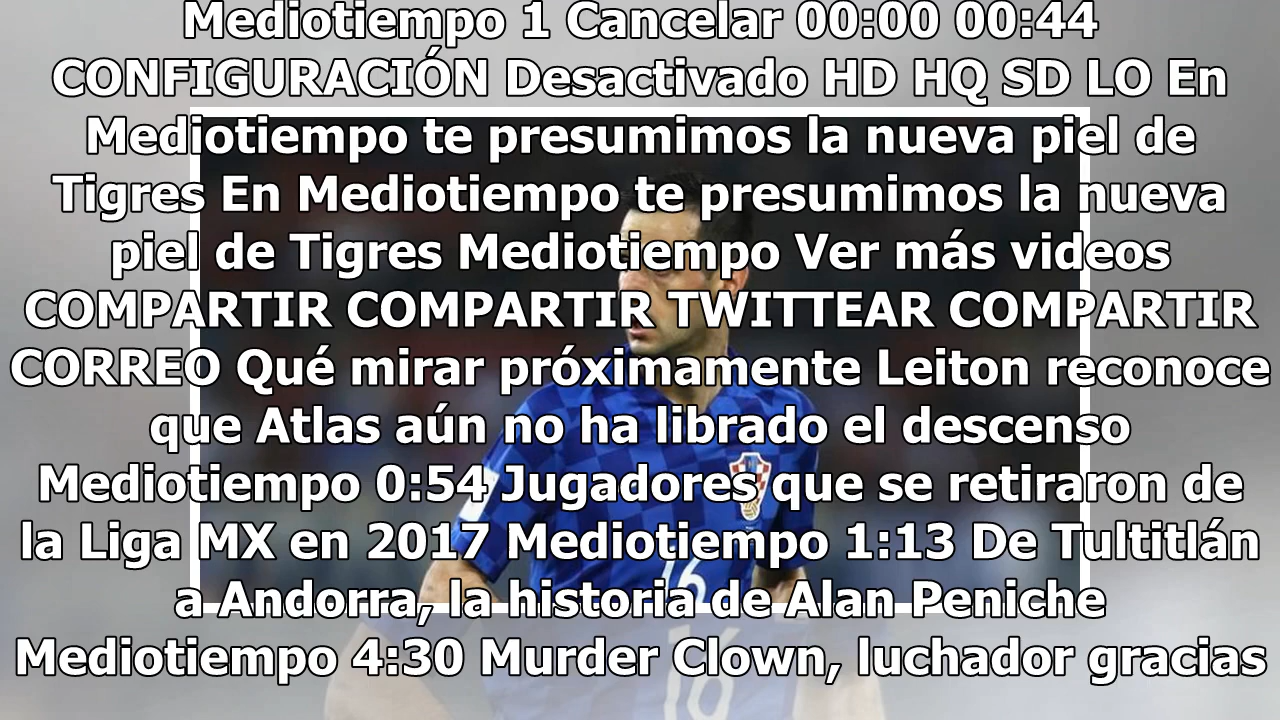 Mediotiempo 1 Cancelar 00:00 00:44
CONFIGURACIÓN Desactivado HD HQ SD LO En
Mediotiempo te presumimos la nueva piel de
Tigres En Mediotiempo te presumimos la nueva
piel de Tigres Mediotiempo Ver más videos
COMPARTIR COMPARTIR TWITTEAR COMPARTIR
CORREO Qué mirar próximamente Leiton reconoce
que Atlas aún no ha librado el descenso
Mediotiempo 0:54 Jugadores que se retiraron de
la Liga MX en 2017 Mediotiempo 1:13 De Tultitlán
a Andorra, la historia de Alan Peniche
Mediotiempo 4:30 Murder Clown, luchador gracias
16
16